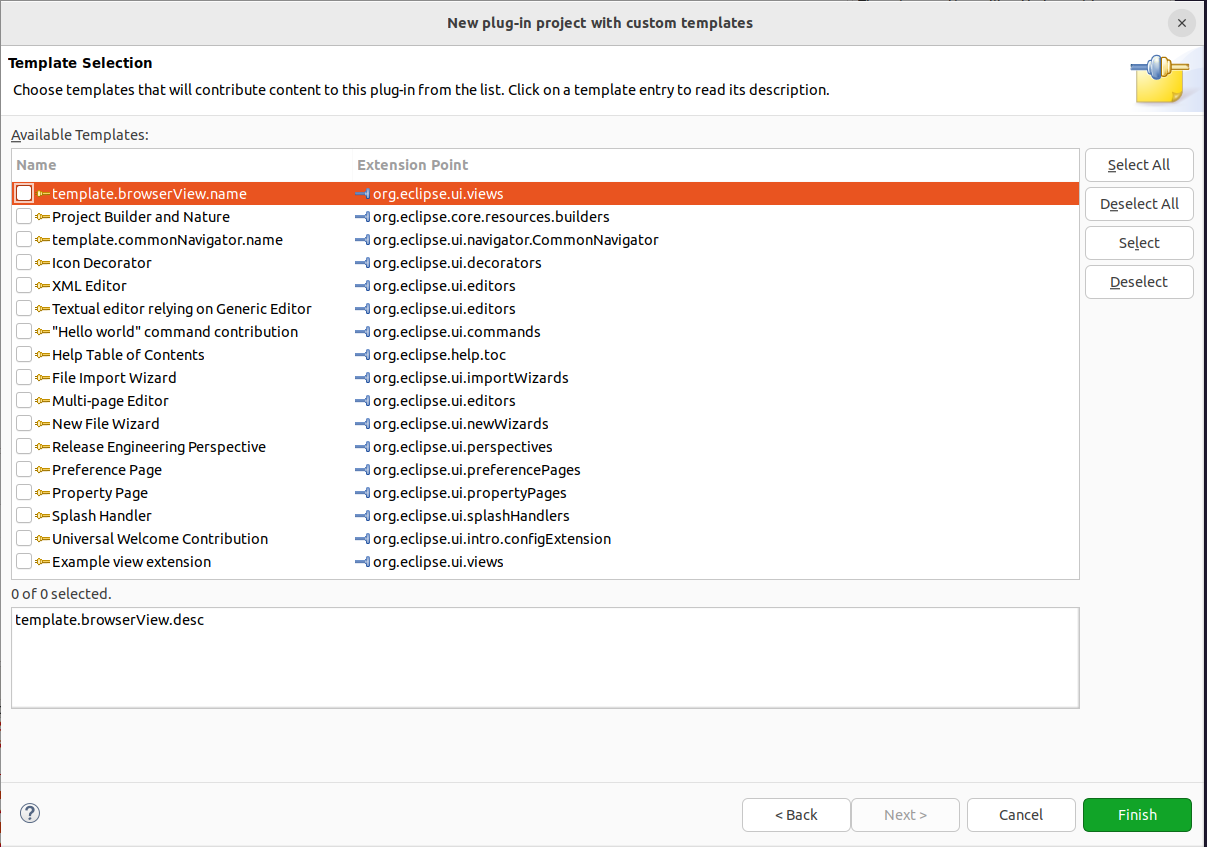 New plug-in project with custom templates
Template Selection
Choose templates that will contribute content to this plug-in from the list. Click on a template entry to read its description.
Available Templates:
Name Extension Point
template.browserView.name org.eclipse.ui.views
Project Builder and Nature org.eclipse.core.resources.builders
template.commonNavigator.name org.eclipse.ui.navigator.CommonNavigator
Icon Decorator org.eclipse.ui.decorators
XML Editor org.eclipse.ui.editors
Textual editor relying on Generic Editor org.eclipse.ui.editors
"Hello world" command contribution org.eclipse.ui.commands
Help Table of Contents org.eclipse.help.toc
File Import Wizard org.eclipse.ui.importWizards
Multi-page Editor org.eclipse.ui.editors
New File Wizard org.eclipse.ui.newWizards
Release Engineering Perspective org.eclipse.ui.perspectives
Preference Page org.eclipse.ui.preferencePages
Property Page org.eclipse.ui.propertyPages
Splash Handler org.eclipse.ui.splashHandlers
Universal Welcome Contribution org.eclipse.ui.intro.configExtension
Example view extension org.eclipse.ui.views
Select All
Deselect All
Select
Deselect
0 of 0 selected.
template.browserView.desc
?
< Back Next > Cancel Finish